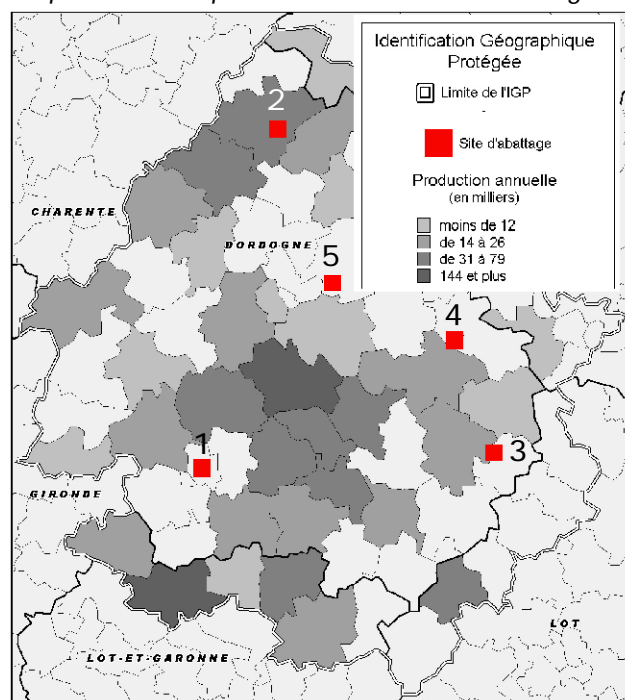 Identification Géographique
Protégée
Limite de l'IGP
Site d'abattage
Production annuelle
(en milliers)
moins de 12
de 14 à 26
de 31 à 79
144 et plus
2
CHARENTE
DORDOGNE
5
4
1
3
GIRONDE
LOT
LOT-ET-GARONNE